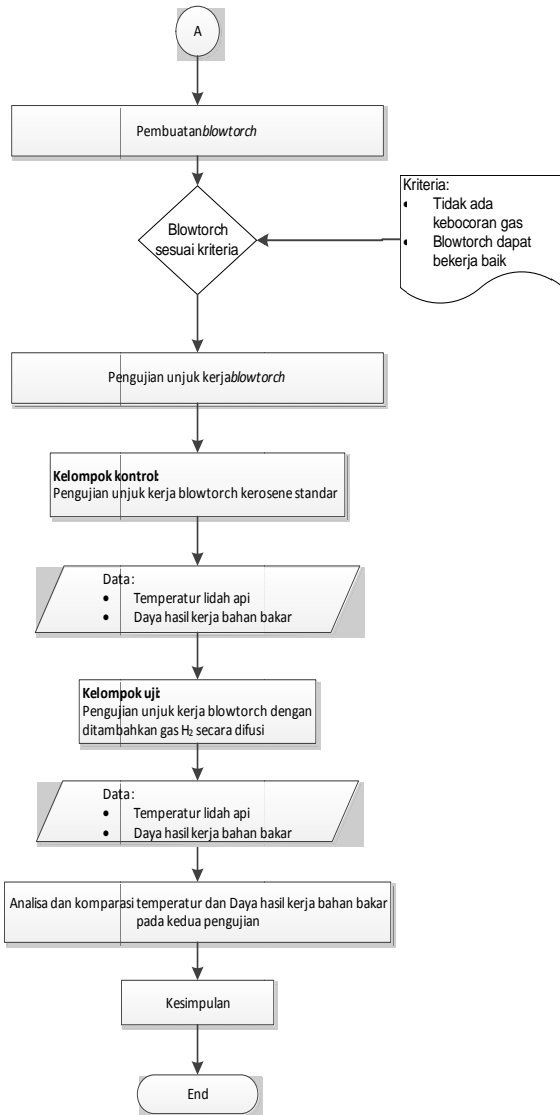 A
Pembuatan blowtorch
Blowtorch
sesuai kriteria
Kriteria:
• Tidak ada
kebocoran gas
• Blowtorch dapat
bekerja baik
Pengujian unjuk kerja blowtorch
Kelompok kontrol:
Pengujian unjuk kerja blowtorch kerosene standar
Data:
• Temperatur lidah api
• Daya hasil kerja bahan bakar
Kelompok uji:
Pengujian unjuk kerja blowtorch dengan
ditambahkan gas H₂ secara difusi
Data:
• Temperatur lidah api
• Daya hasil kerja bahan bakar
Analisa dan komparasi temperatur dan Daya hasil kerja bahan bakar
pada kedua pengujian
Kesimpulan
End